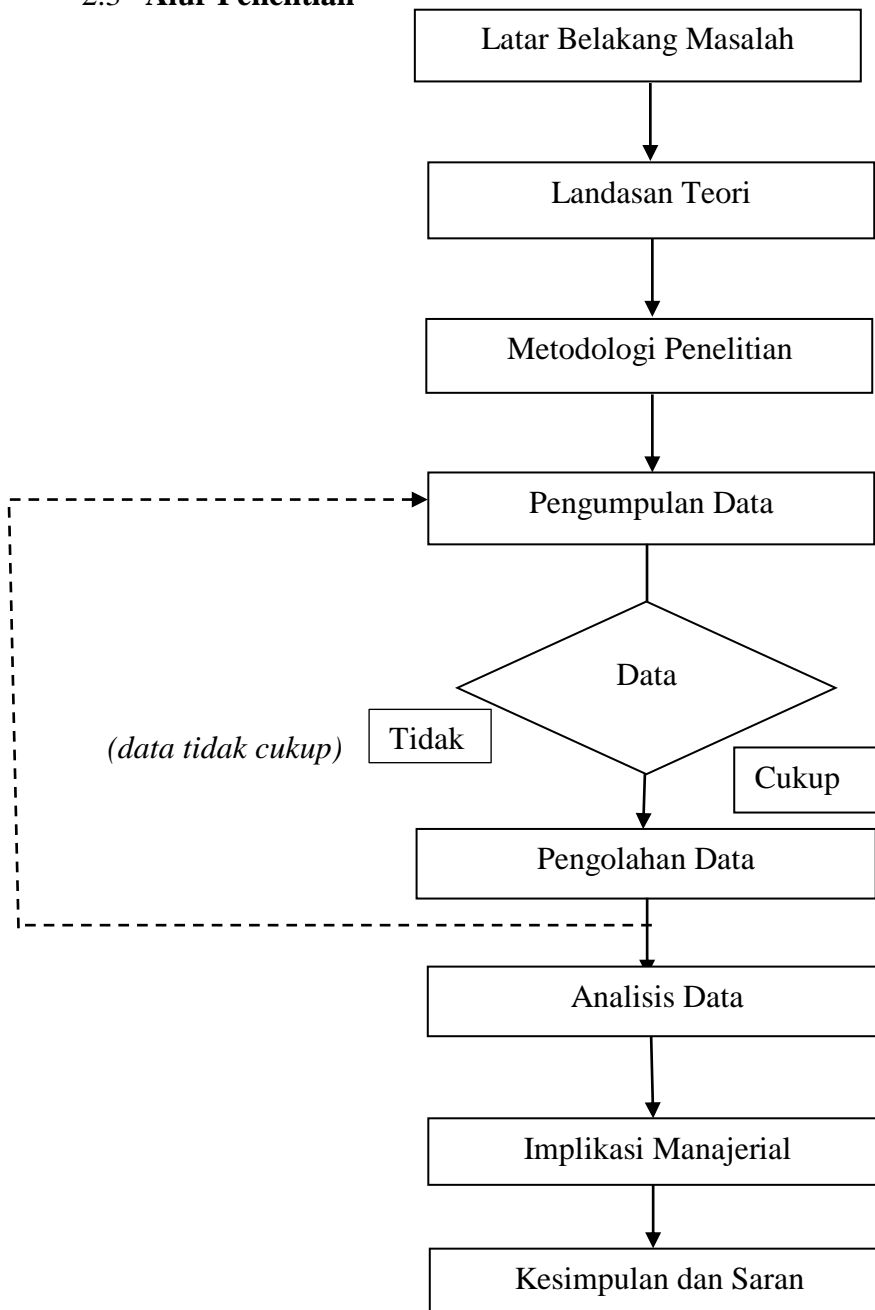 2.3 Alur Penelitian
Latar Belakang Masalah
Landasan Teori
Metodologi Penelitian
Pengumpulan Data
Data
(data tidak cukup)
Tidak
Cukup
Pengolahan Data
Analisis Data
Implikasi Manajerial
Kesimpulan dan Saran